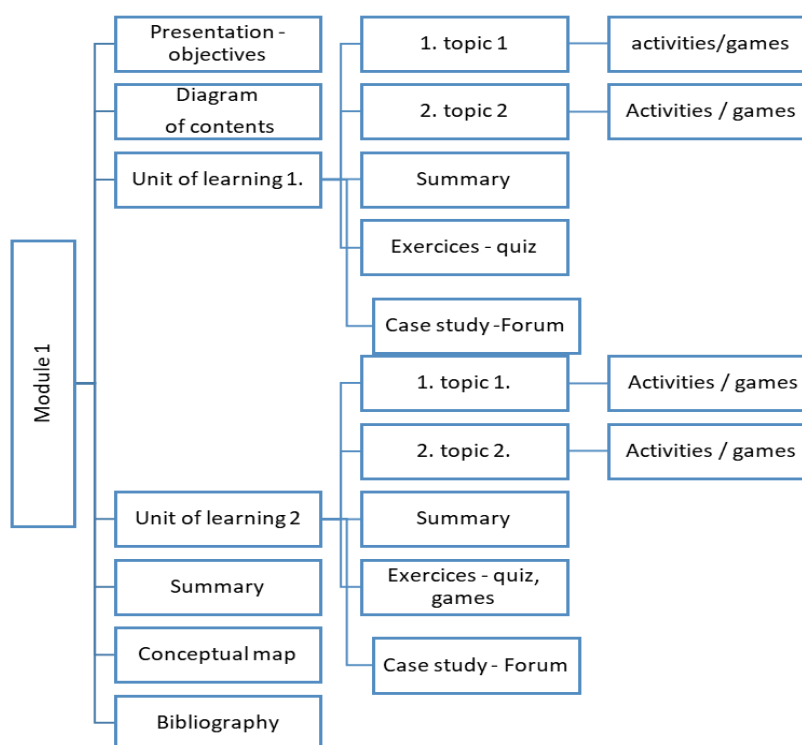 Module 1
Presentation -
objectives
Diagram
of contents
Unit of learning 1.
1. topic 1
activities/games
2. topic 2
Activities / games
Summary
Exercices - quiz
Case study -Forum
Unit of learning 2
1. topic 1.
Activities / games
2. topic 2.
Activities / games
Summary
Exercices - quiz,
games
Case study - Forum
Summary
Conceptual map
Bibliography